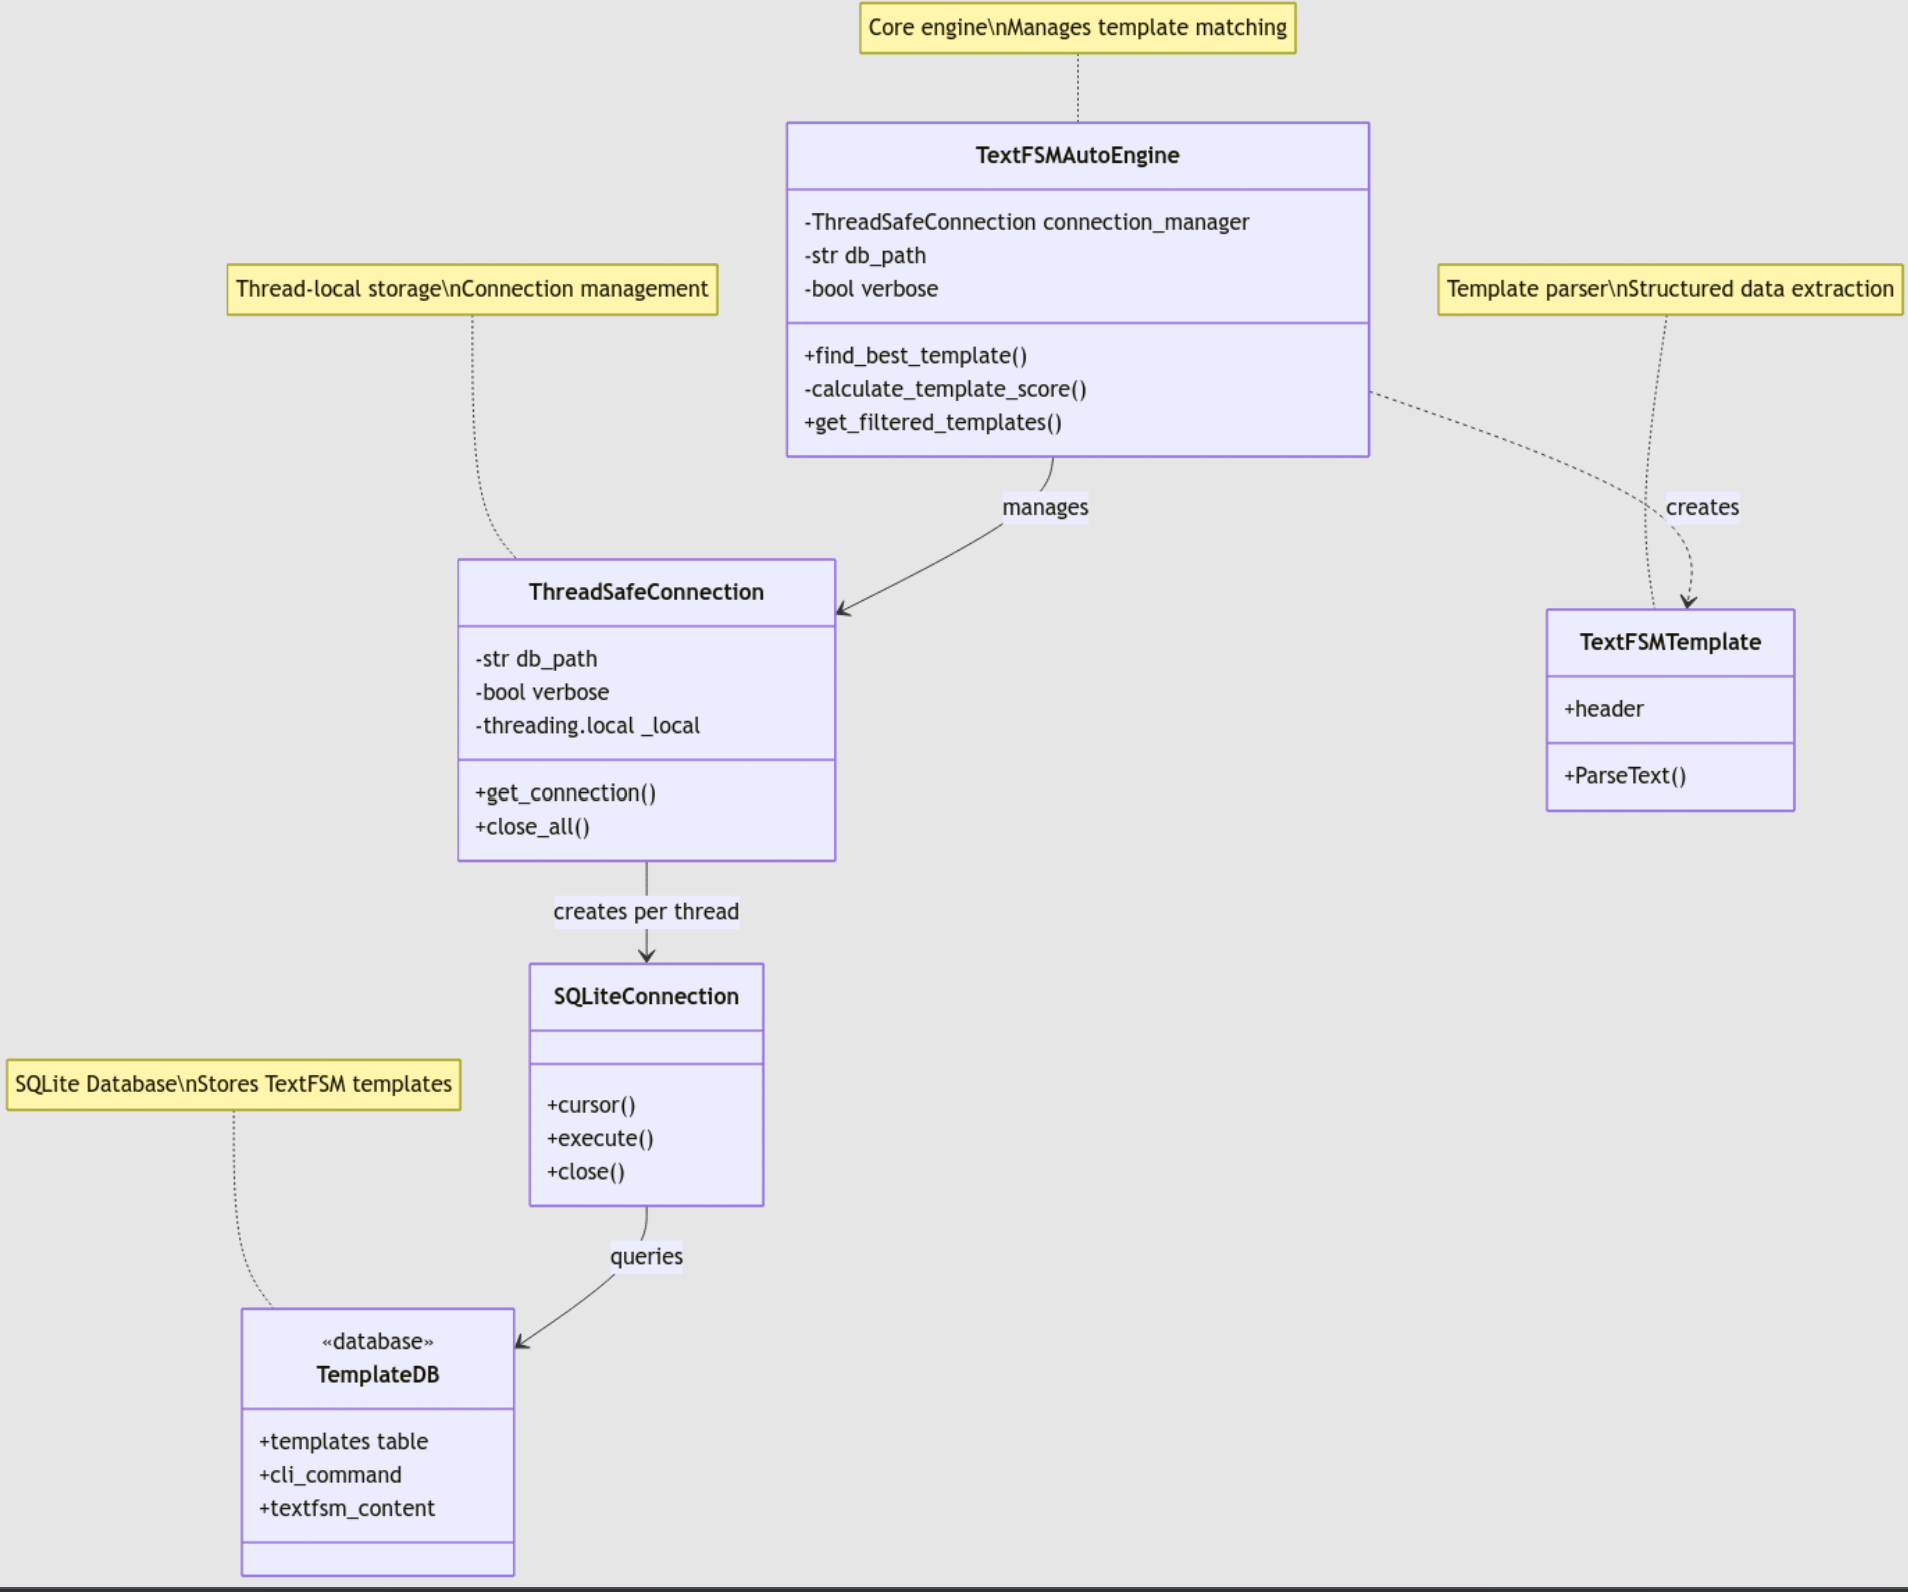 Core engine\nManages template matching
TextFSMAutoEngine
-ThreadSafeConnection connection_manager
-str db_path
-bool verbose
+find_best_template()
-calculate_template_score()
+get_filtered_templates()
Thread-local storage\nConnection management
Template parser\nStructured data extraction
manages
creates
ThreadSafeConnection
-str db_path
-bool verbose
-threading.local _local
+get_connection()
+close_all()
TextFSMTemplate
+header
+ParseText()
creates per thread
SQLiteConnection
+cursor()
+execute()
+close()
SQLite Database\nStores TextFSM templates
queries
«database»
TemplateDB
+templates table
+cli_command
+textfsm_content